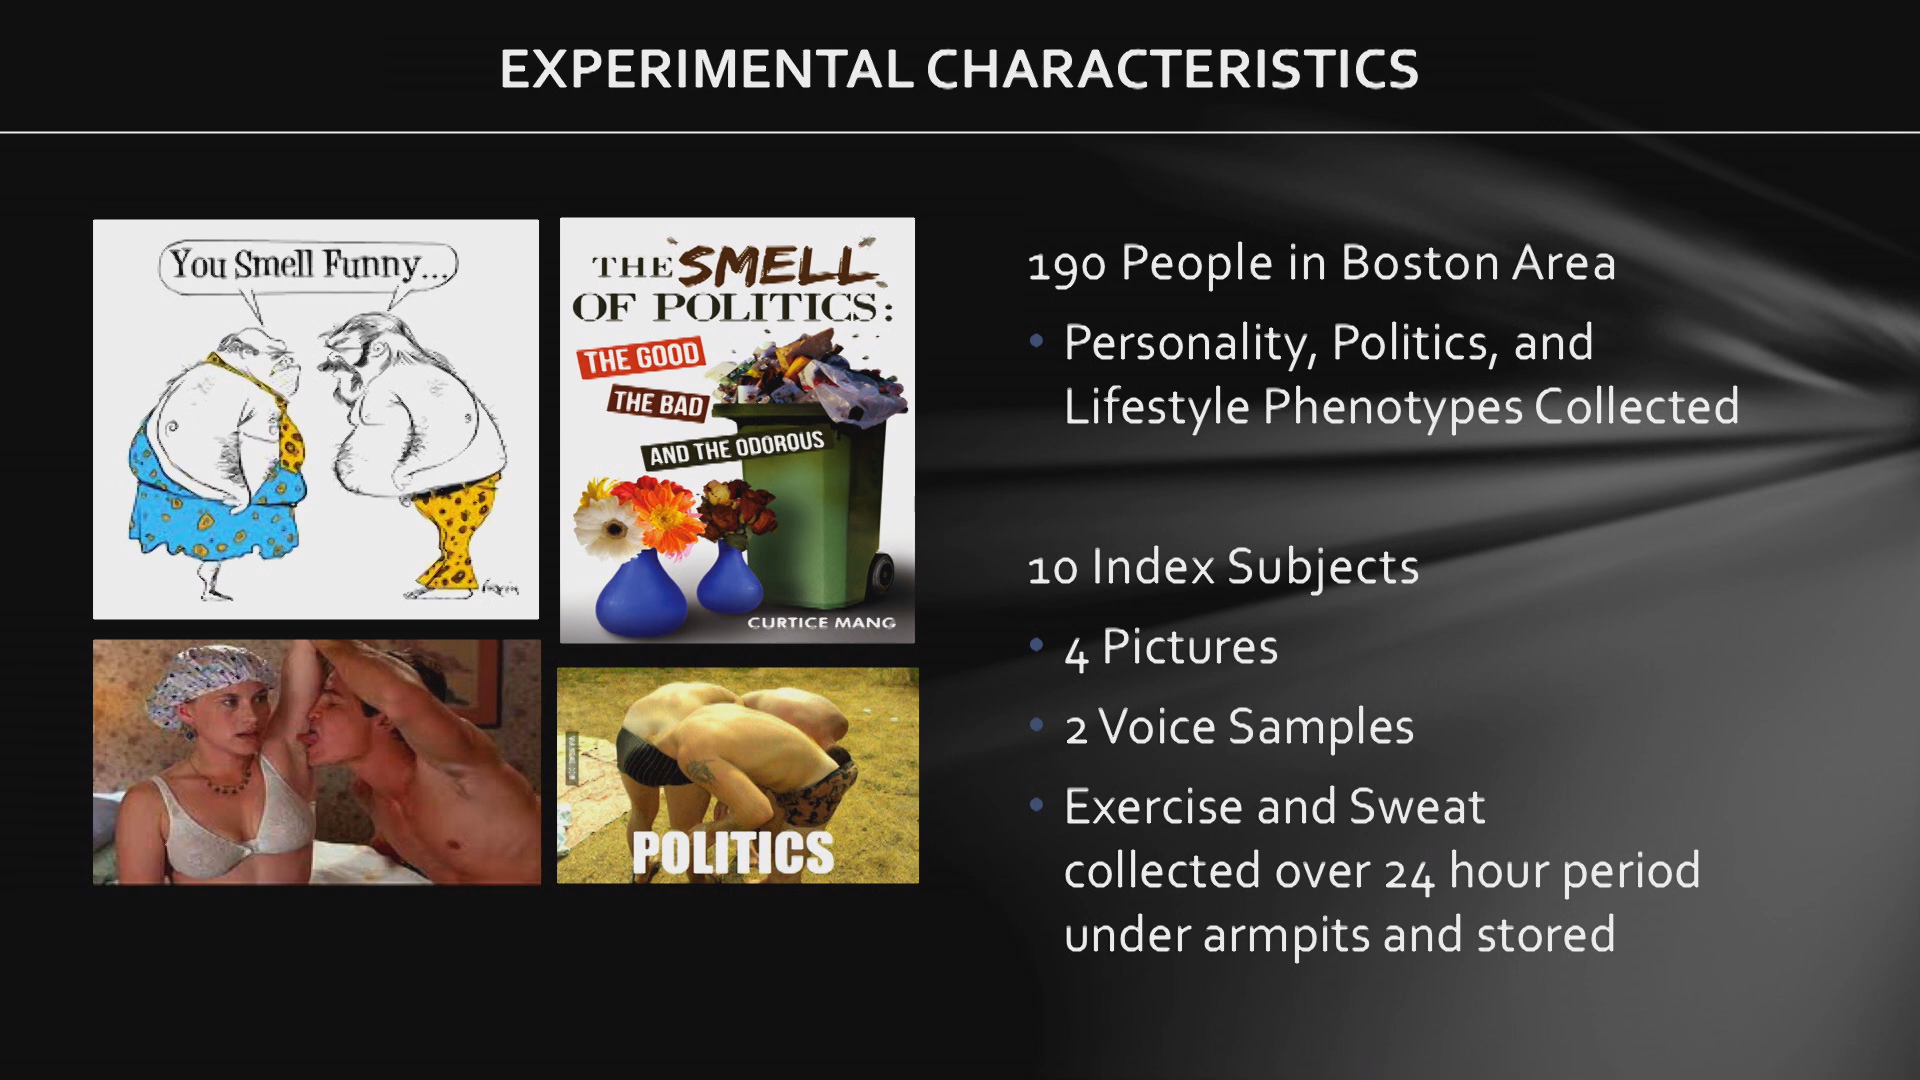 EXPERIMENTAL CHARACTERISTICS
You Smell Funny...
THE SMELL
OF POLITICS:
THE GOOD
THE BAD
AND THE ODOROUS
CURTICE MANG
POLITICS
190 People in Boston Area
• Personality, Politics, and
Lifestyle Phenotypes Collected
10 Index Subjects
• 4 Pictures
• 2 Voice Samples
• Exercise and Sweat
collected over 24 hour period
under armpits and stored